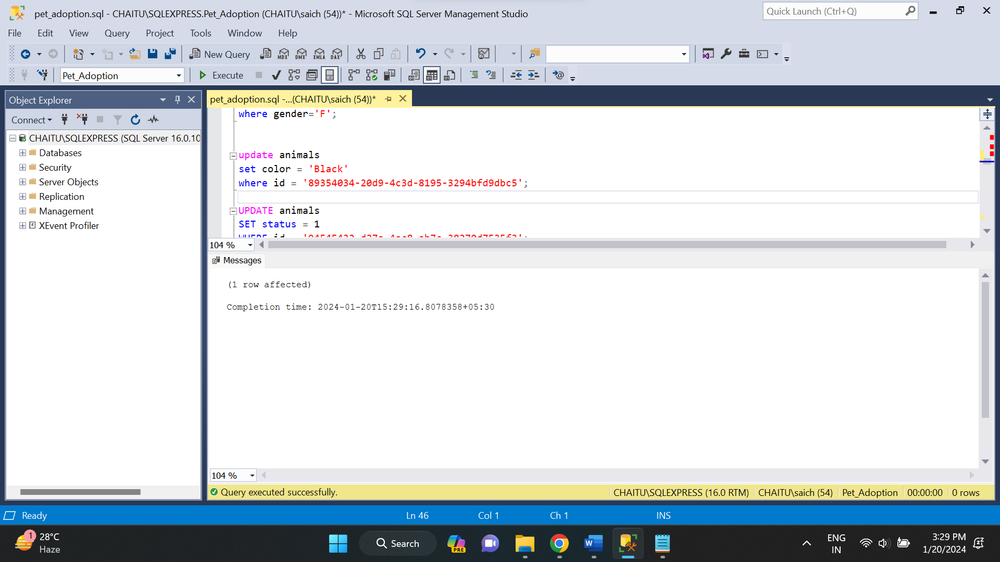 pet_adoption.sql - CHAITU\SQLEXPRESS.Pet_Adoption (CHAITU\saich (54))* - Microsoft SQL Server Management Studio
Quick Launch (Ctrl+Q)
File Edit View Query Project Tools Window Help
New Query MDX DMX XMLA DAX
Pet_Adoption Execute
Object Explorer
Connect
CHAITU\SQLEXPRESS (SQL Server 16.0.10
Databases
Security
Server Objects
Replication
Management
XEvent Profiler
pet_adoption.sql -...(CHAITU\saich (54))*
where gender='F';
update animals
set color = 'Black'
where id = '89354034-20d9-4c3d-8195-3294bfd9dbc5';
UPDATE animals
SET status = 1
104 %
Messages
(1 row affected)
Completion time: 2024-01-20T15:29:16.8078358+05:30
104 %
Query executed successfully. CHAITU\SQLEXPRESS (16.0 RTM) CHAITU\saich (54) Pet_Adoption 00:00:00 0 rows
Ready Ln 46 Col 1 Ch 1 INS
1 28°C
Haze
Search
PRE
W
ENG
IN
3:29 PM
1/20/2024